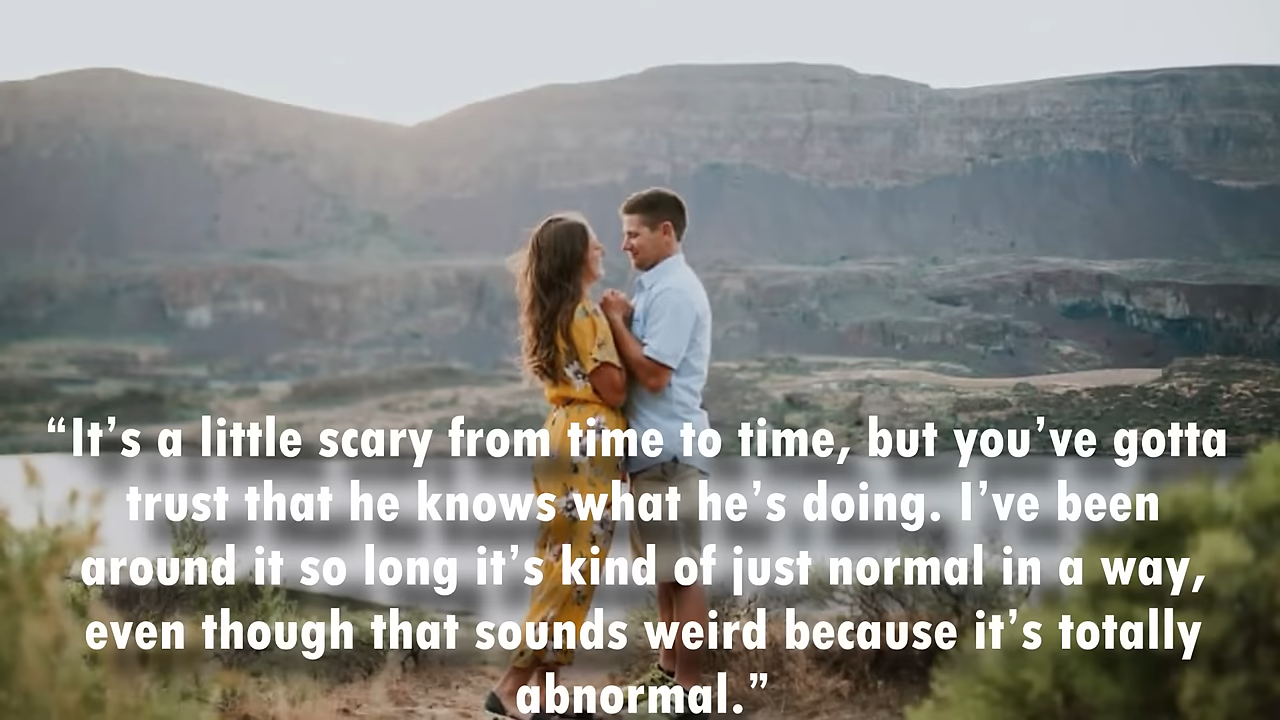 “It’s a little scary from time to time, but you’ve gotta
trust that he knows what he’s doing. I’ve been
around it so long it’s kind of just normal in a way,
even though that sounds weird because it’s totally
abnormal.”